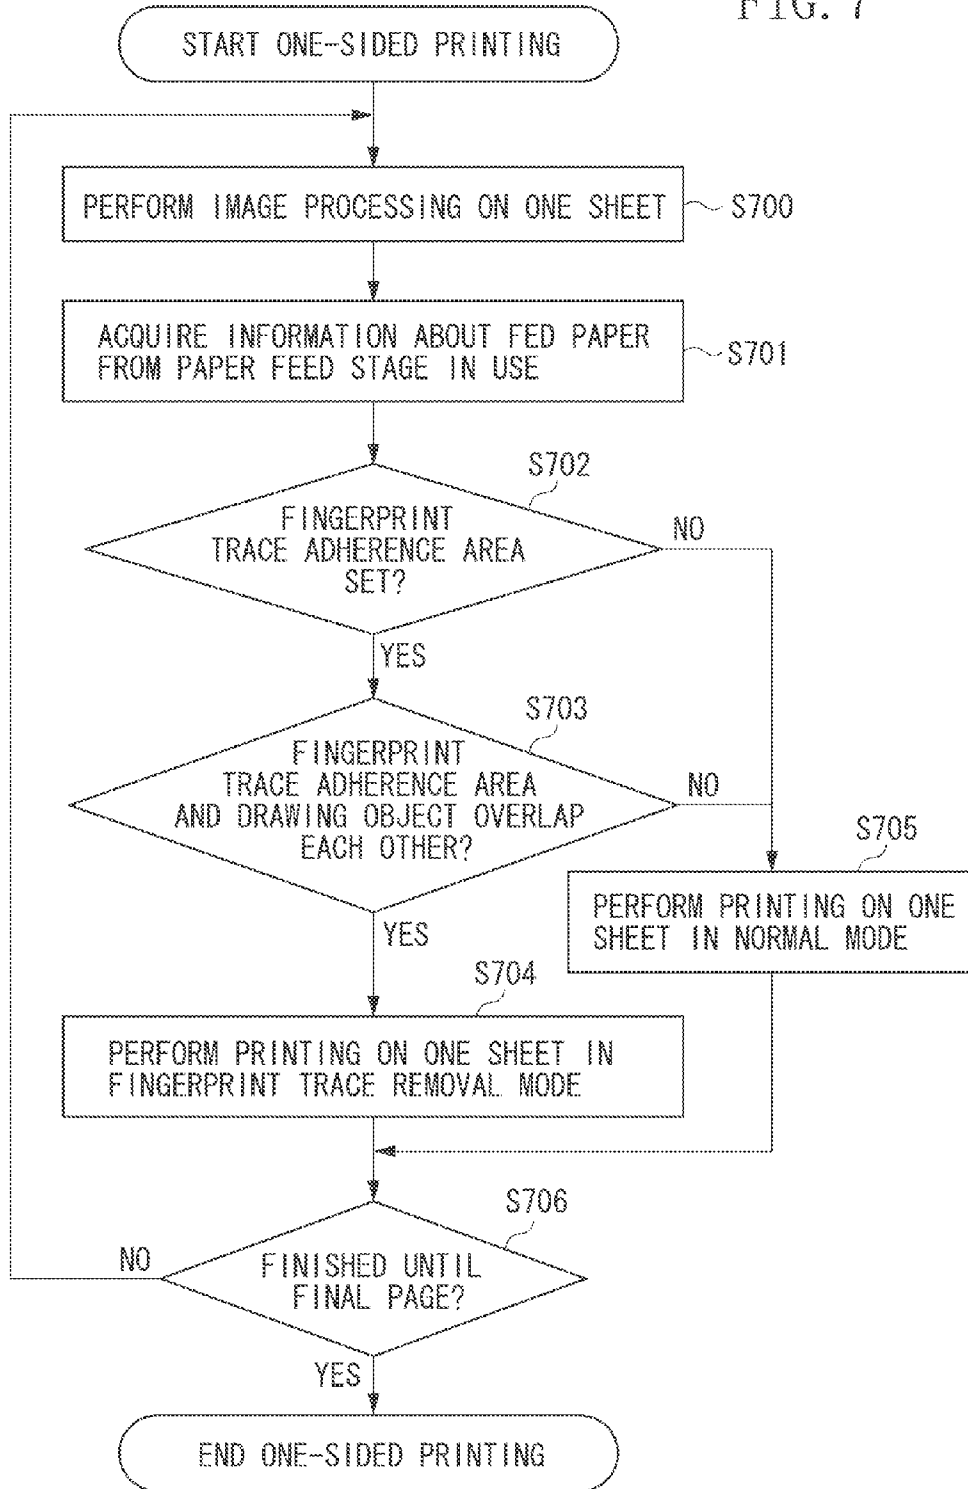 FIG. 7
START ONE-SIDED PRINTING
PERFORM IMAGE PROCESSING ON ONE SHEET
S700
ACQUIRE INFORMATION ABOUT FED PAPER
FROM PAPER FEED STAGE IN USE
S701
S702
FINGERPRINT
TRACE ADHERENCE AREA
SET?
NO
YES
S703
FINGERPRINT
TRACE ADHERENCE AREA
AND DRAWING OBJECT OVERLAP
EACH OTHER?
NO
YES
S705
PERFORM PRINTING ON ONE
SHEET IN NORMAL MODE
S704
PERFORM PRINTING ON ONE SHEET IN
FINGERPRINT TRACE REMOVAL MODE
S706
FINISHED UNTIL
FINAL PAGE?
NO
YES
END ONE-SIDED PRINTING